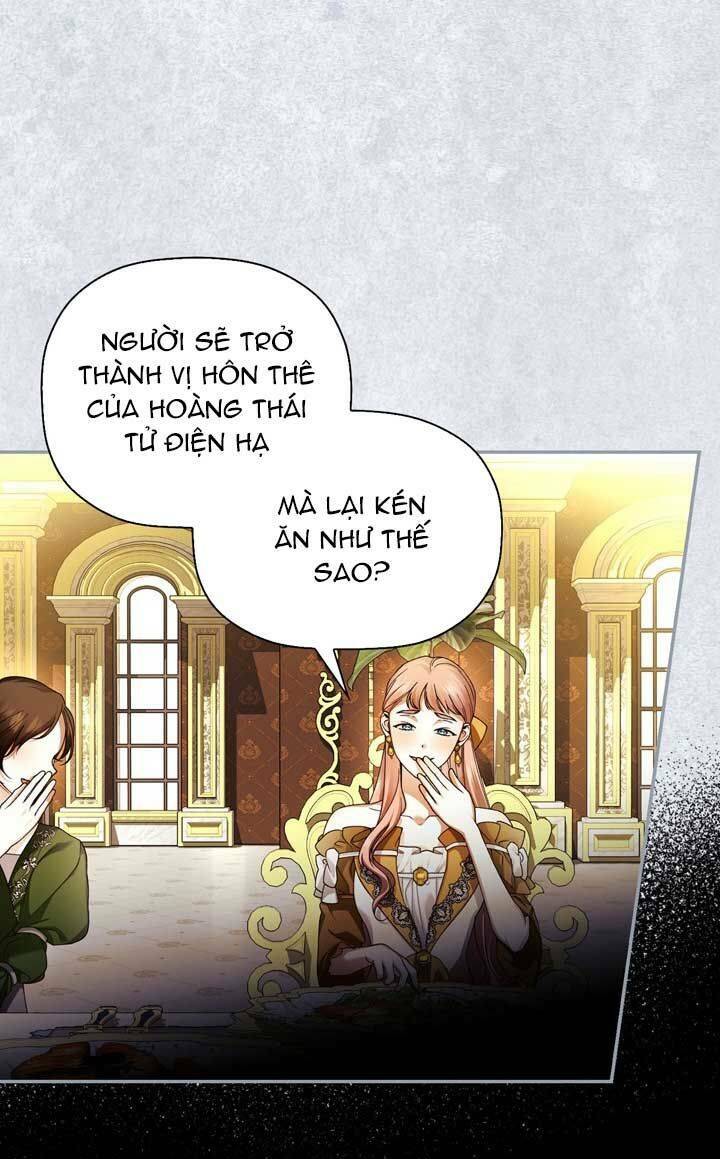 NGƯỜI SẼ TRỞ
THÀNH VỊ HÔN THÊ
CỦA HOÀNG THÁI
TỬ ĐIỆN HẠ
MÀ LẠI KÉN
ĂN NHƯ THẾ
SAO?